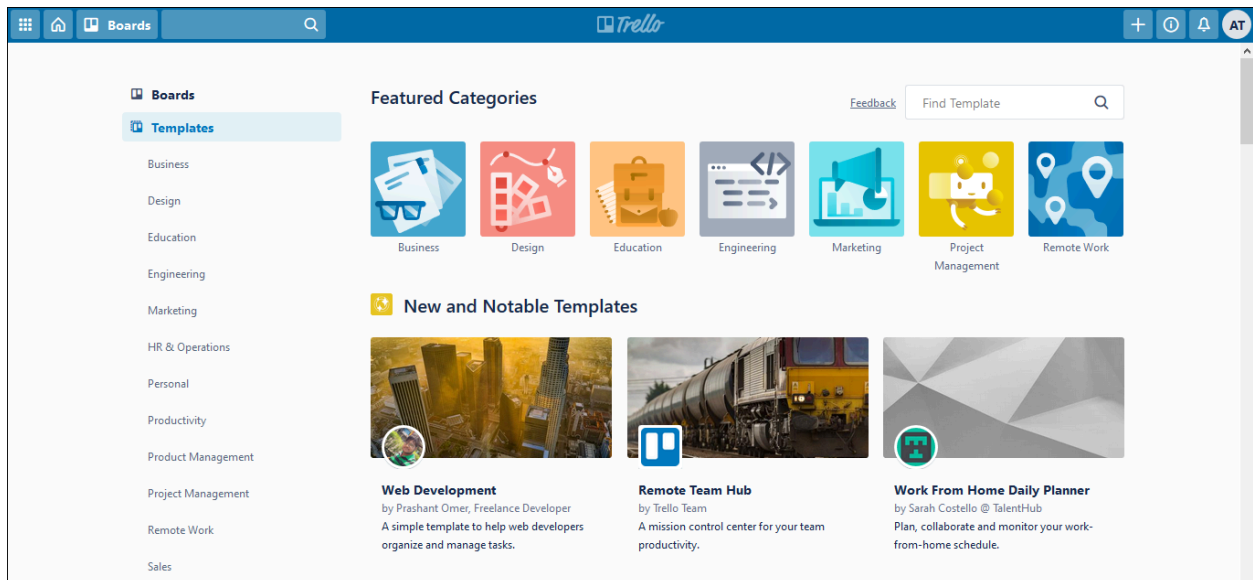 Boards
Trello
AT
Boards
Templates
Business
Design
Education
Engineering
Marketing
HR & Operations
Personal
Productivity
Product Management
Project Management
Remote Work
Sales
Featured Categories
Feedback
Find Template
Business
Design
Education
Engineering
Marketing
Project
Management
Remote Work
New and Notable Templates
Web Development
by Prashant Omer, Freelance Developer
A simple template to help web developers
organize and manage tasks.
Remote Team Hub
by Trello Team
A mission control center for your team
productivity.
Work From Home Daily Planner
by Sarah Costello @ TalentHub
Plan, collaborate and monitor your work-
from-home schedule.